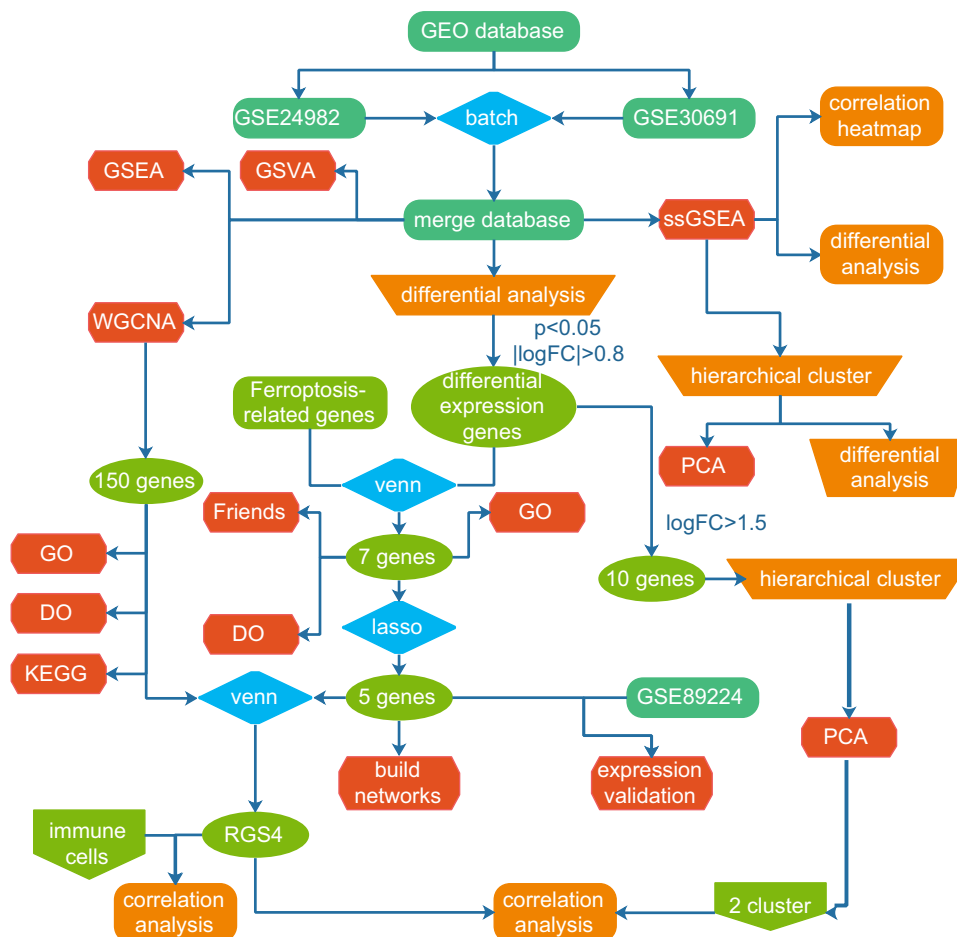 GEO database
GSE24982
batch
GSE30691
correlation
heatmap
GSEA
GSVA
merge database
ssGSEA
differential
analysis
WGCNA
differential analysis
p<0.05
|logFC|>0.8
hierarchical cluster
Ferroptosis-
related genes
differential
expression
genes
PCA
differential
analysis
150 genes
venn
Friends
GO
logFC>1.5
GO
7 genes
10 genes
hierarchical cluster
DO
DO
lasso
KEGG
venn
5 genes
GSE89224
PCA
build
networks
expression
validation
immune
cells
RGS4
correlation
analysis
correlation
analysis
2 cluster